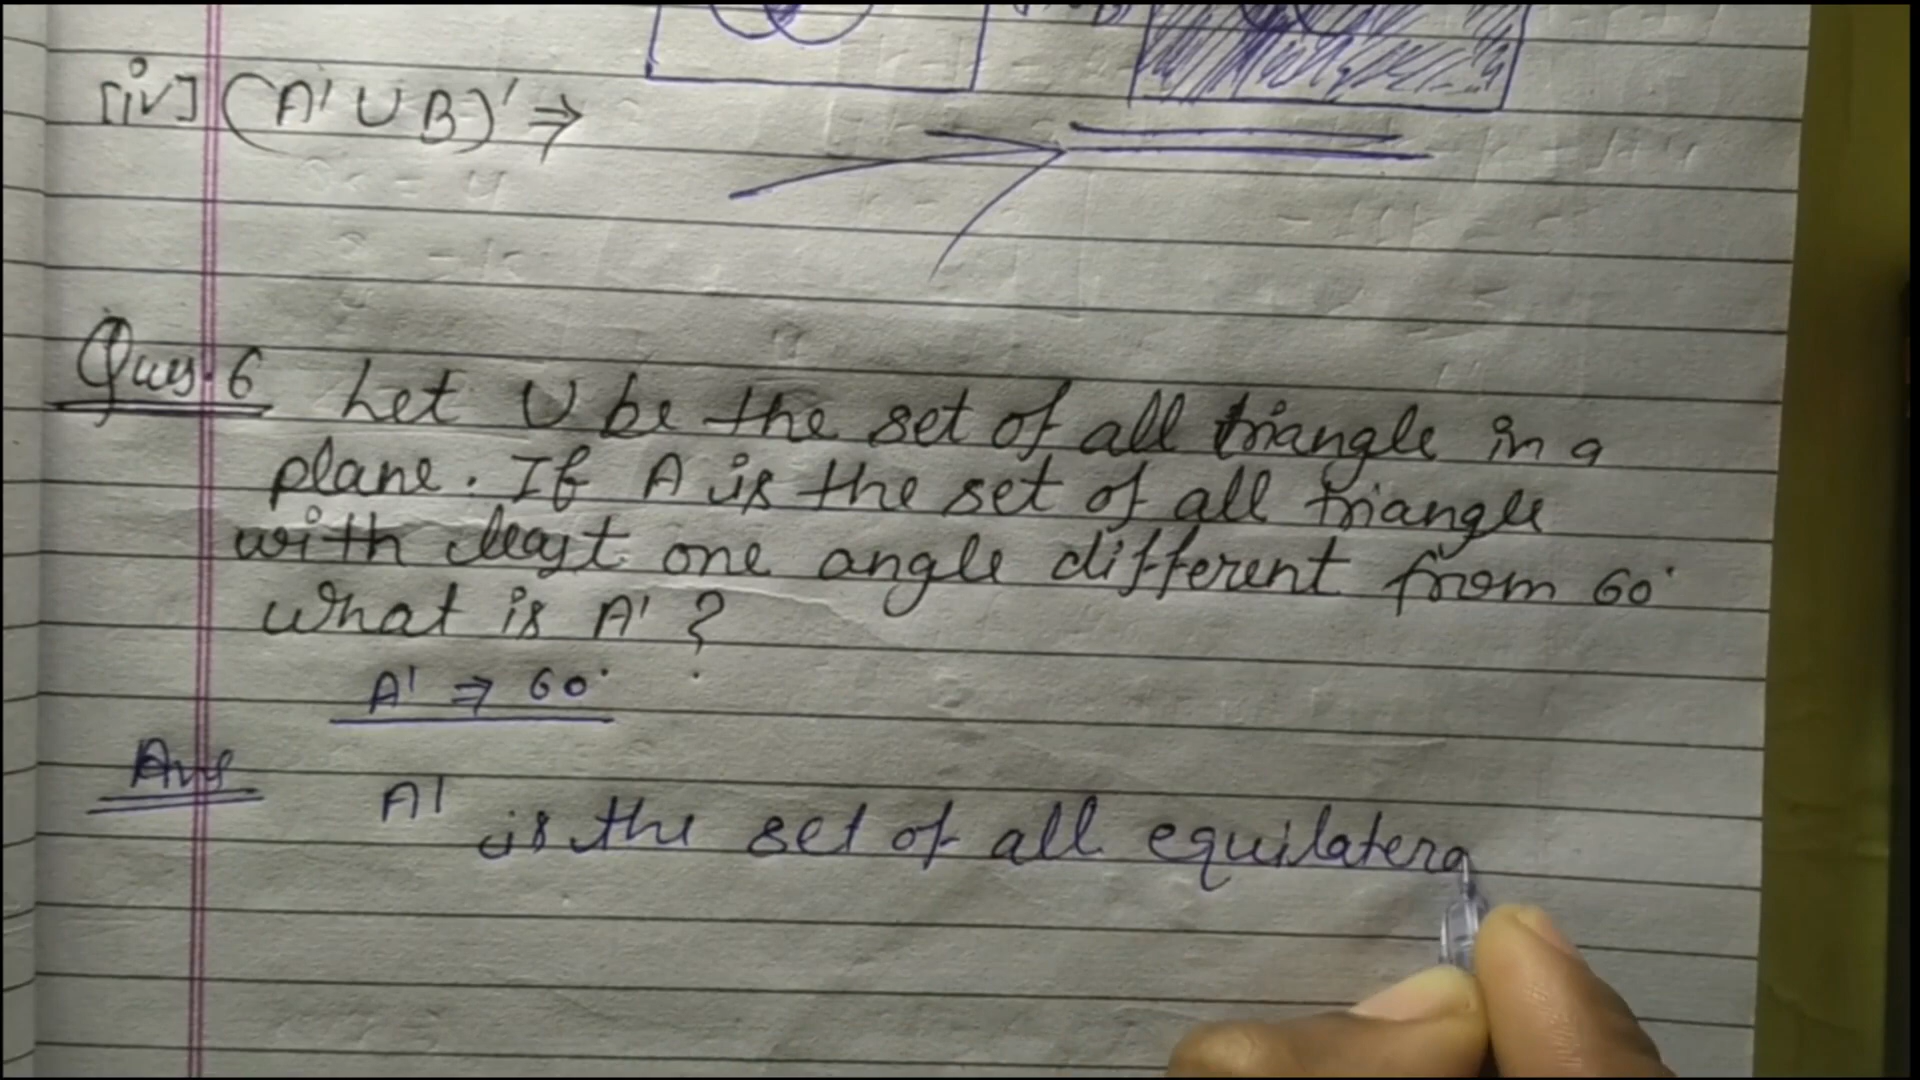 [iv] (A' ∪ B)' ⇒
Ques. 6 Let U be the set of all triangle in a
plane. If A is the set of all triangle
with least one angle different from 60°
what is A' ?
A' ⇒ 60°
Ans A' is the set of all equilatera